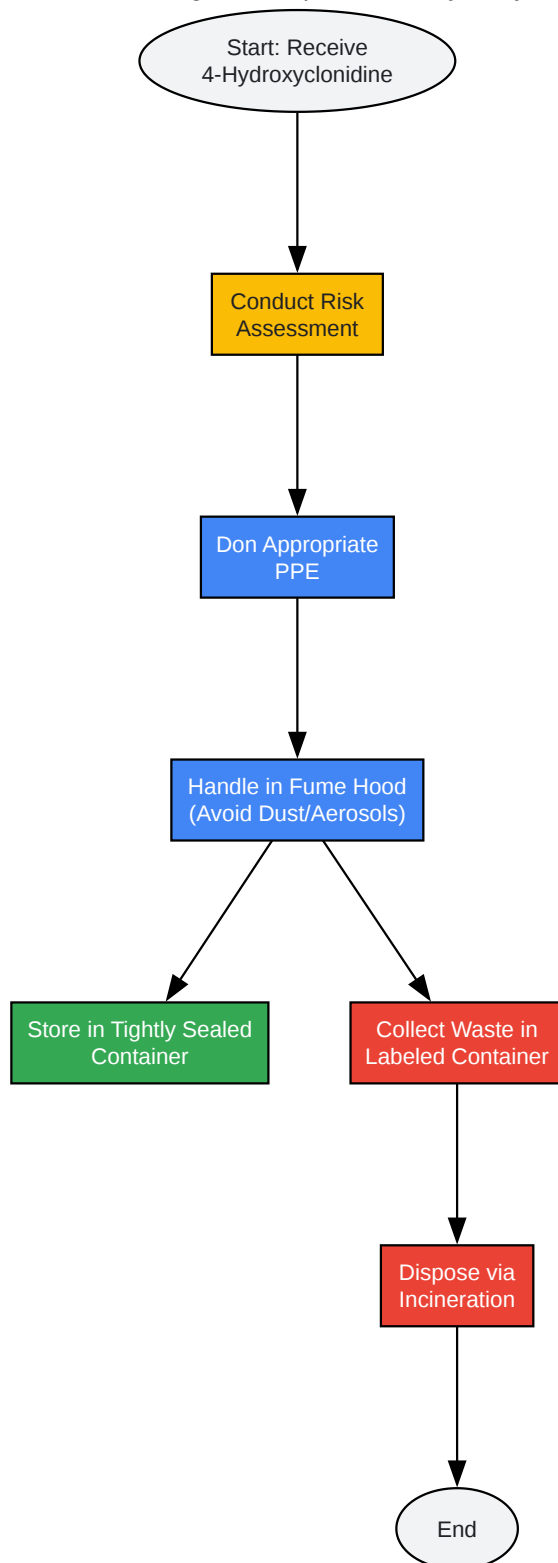 Start: Receive
4-Hydroxyclonidine
Conduct Risk
Assessment
Don Appropriate
PPE
Handle in Fume Hood
(Avoid Dust/Aerosols)
Store in Tightly Sealed
Container
Collect Waste in
Labeled Container
Dispose via
Incineration
End